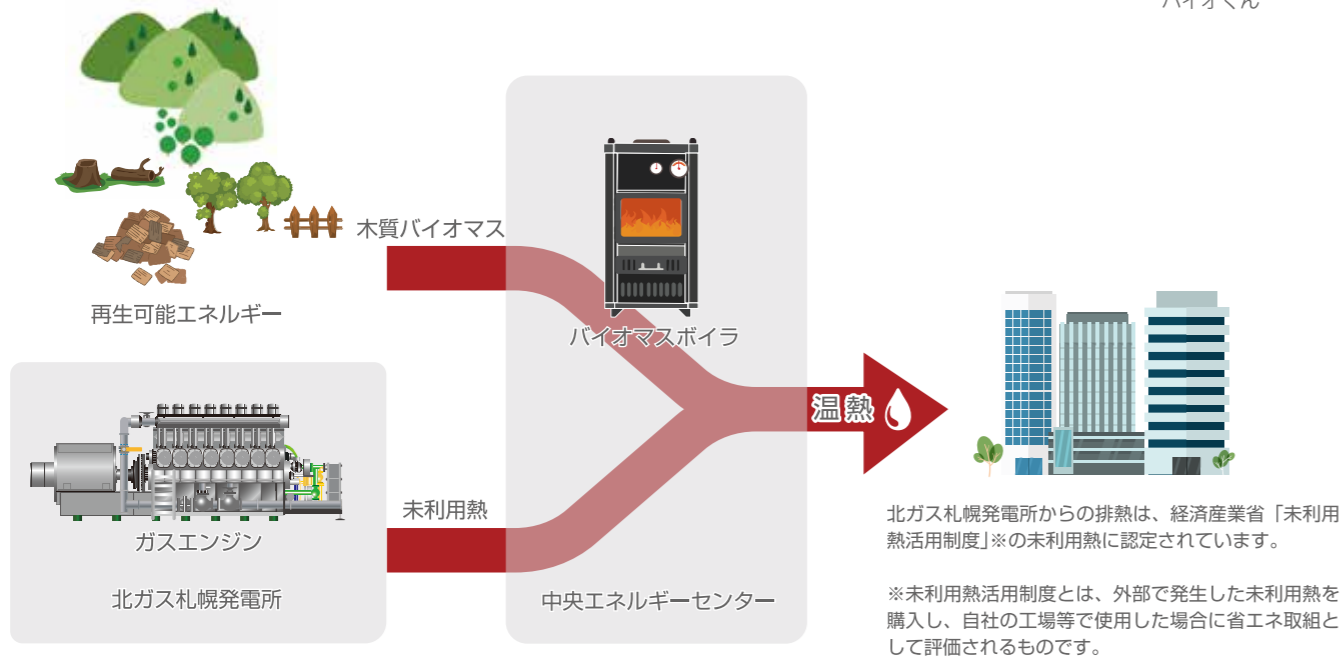 バイオくん
木質バイオマス
再生可能エネルギー
バイオマスボイラ
温熱
未利用熱
ガスエンジン
北ガス札幌発電所
中央エネルギーセンター
北ガス札幌発電所からの排熱は、経済産業省「未利用
熱活用制度」※の未利用熱に認定されています。
※未利用熱活用制度とは、外部で発生した未利用熱を
購入し、自社の工場等で使用した場合に省エネ取組と
して評価されるものです。